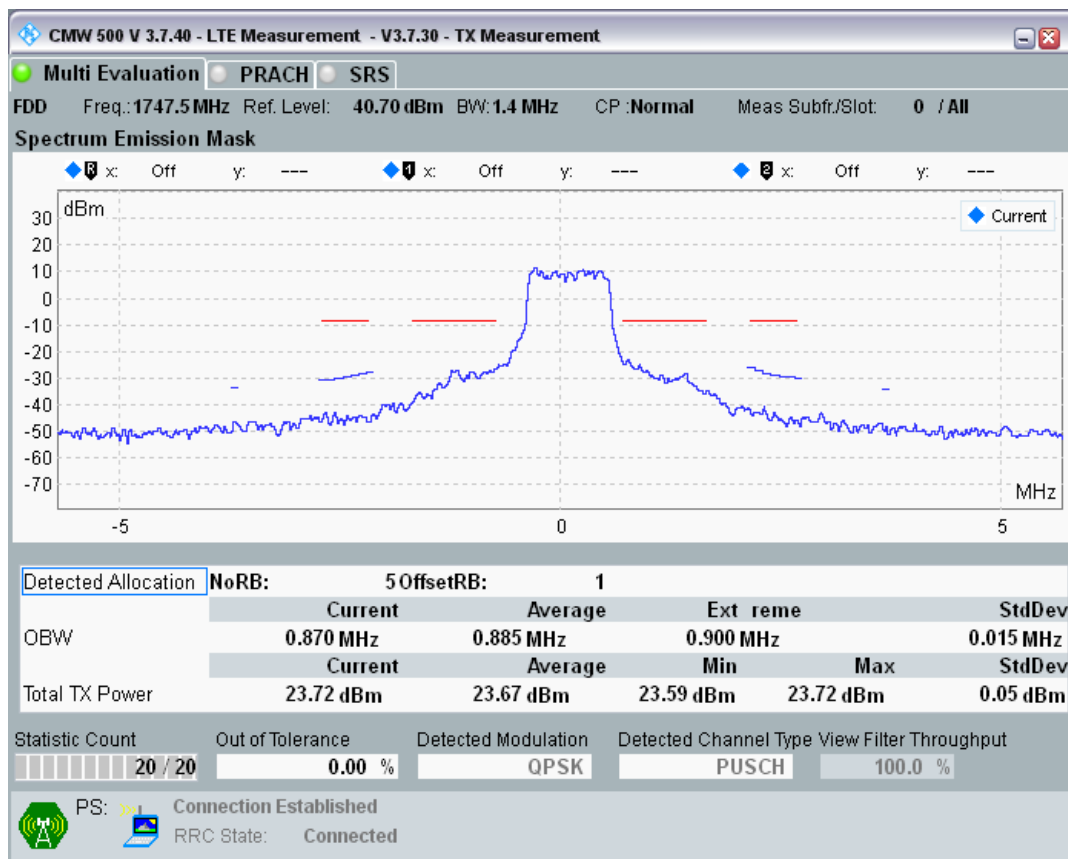 CMW 500 V 3.7.40 - LTE Measurement - V3.7.30 - TX Measurement
Multi Evaluation PRACH SRS
FDD Freq.: 1747.5 MHz Ref. Level: 40.70 dBm BW: 1.4 MHz CP :Normal Meas Subfr./Slot: 0 / All
Spectrum Emission Mask
R x: Off y: --- 1 x: Off y: --- 2 x: Off y: ---
dBm
Current
30
20
10
0
-10
-20
-30
-40
-50
-60
-70
MHz
-5 0 5
Detected Allocation NoRB: 5 OffsetRB: 1
Current Average Ext reme StdDev
OBW 0.870 MHz 0.885 MHz 0.900 MHz 0.015 MHz
Current Average Min Max StdDev
Total TX Power 23.72 dBm 23.67 dBm 23.59 dBm 23.72 dBm 0.05 dBm
Statistic Count Out of Tolerance Detected Modulation Detected Channel Type View Filter Throughput
20 / 20 0.00 % QPSK PUSCH 100.0 %
PS: Connection Established
RRC State: Connected